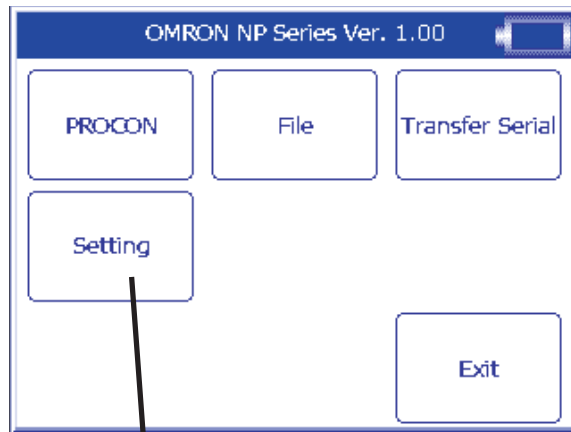 OMRON NP Series Ver. 1.00
PROCON
File
Transfer Serial
Setting
Exit